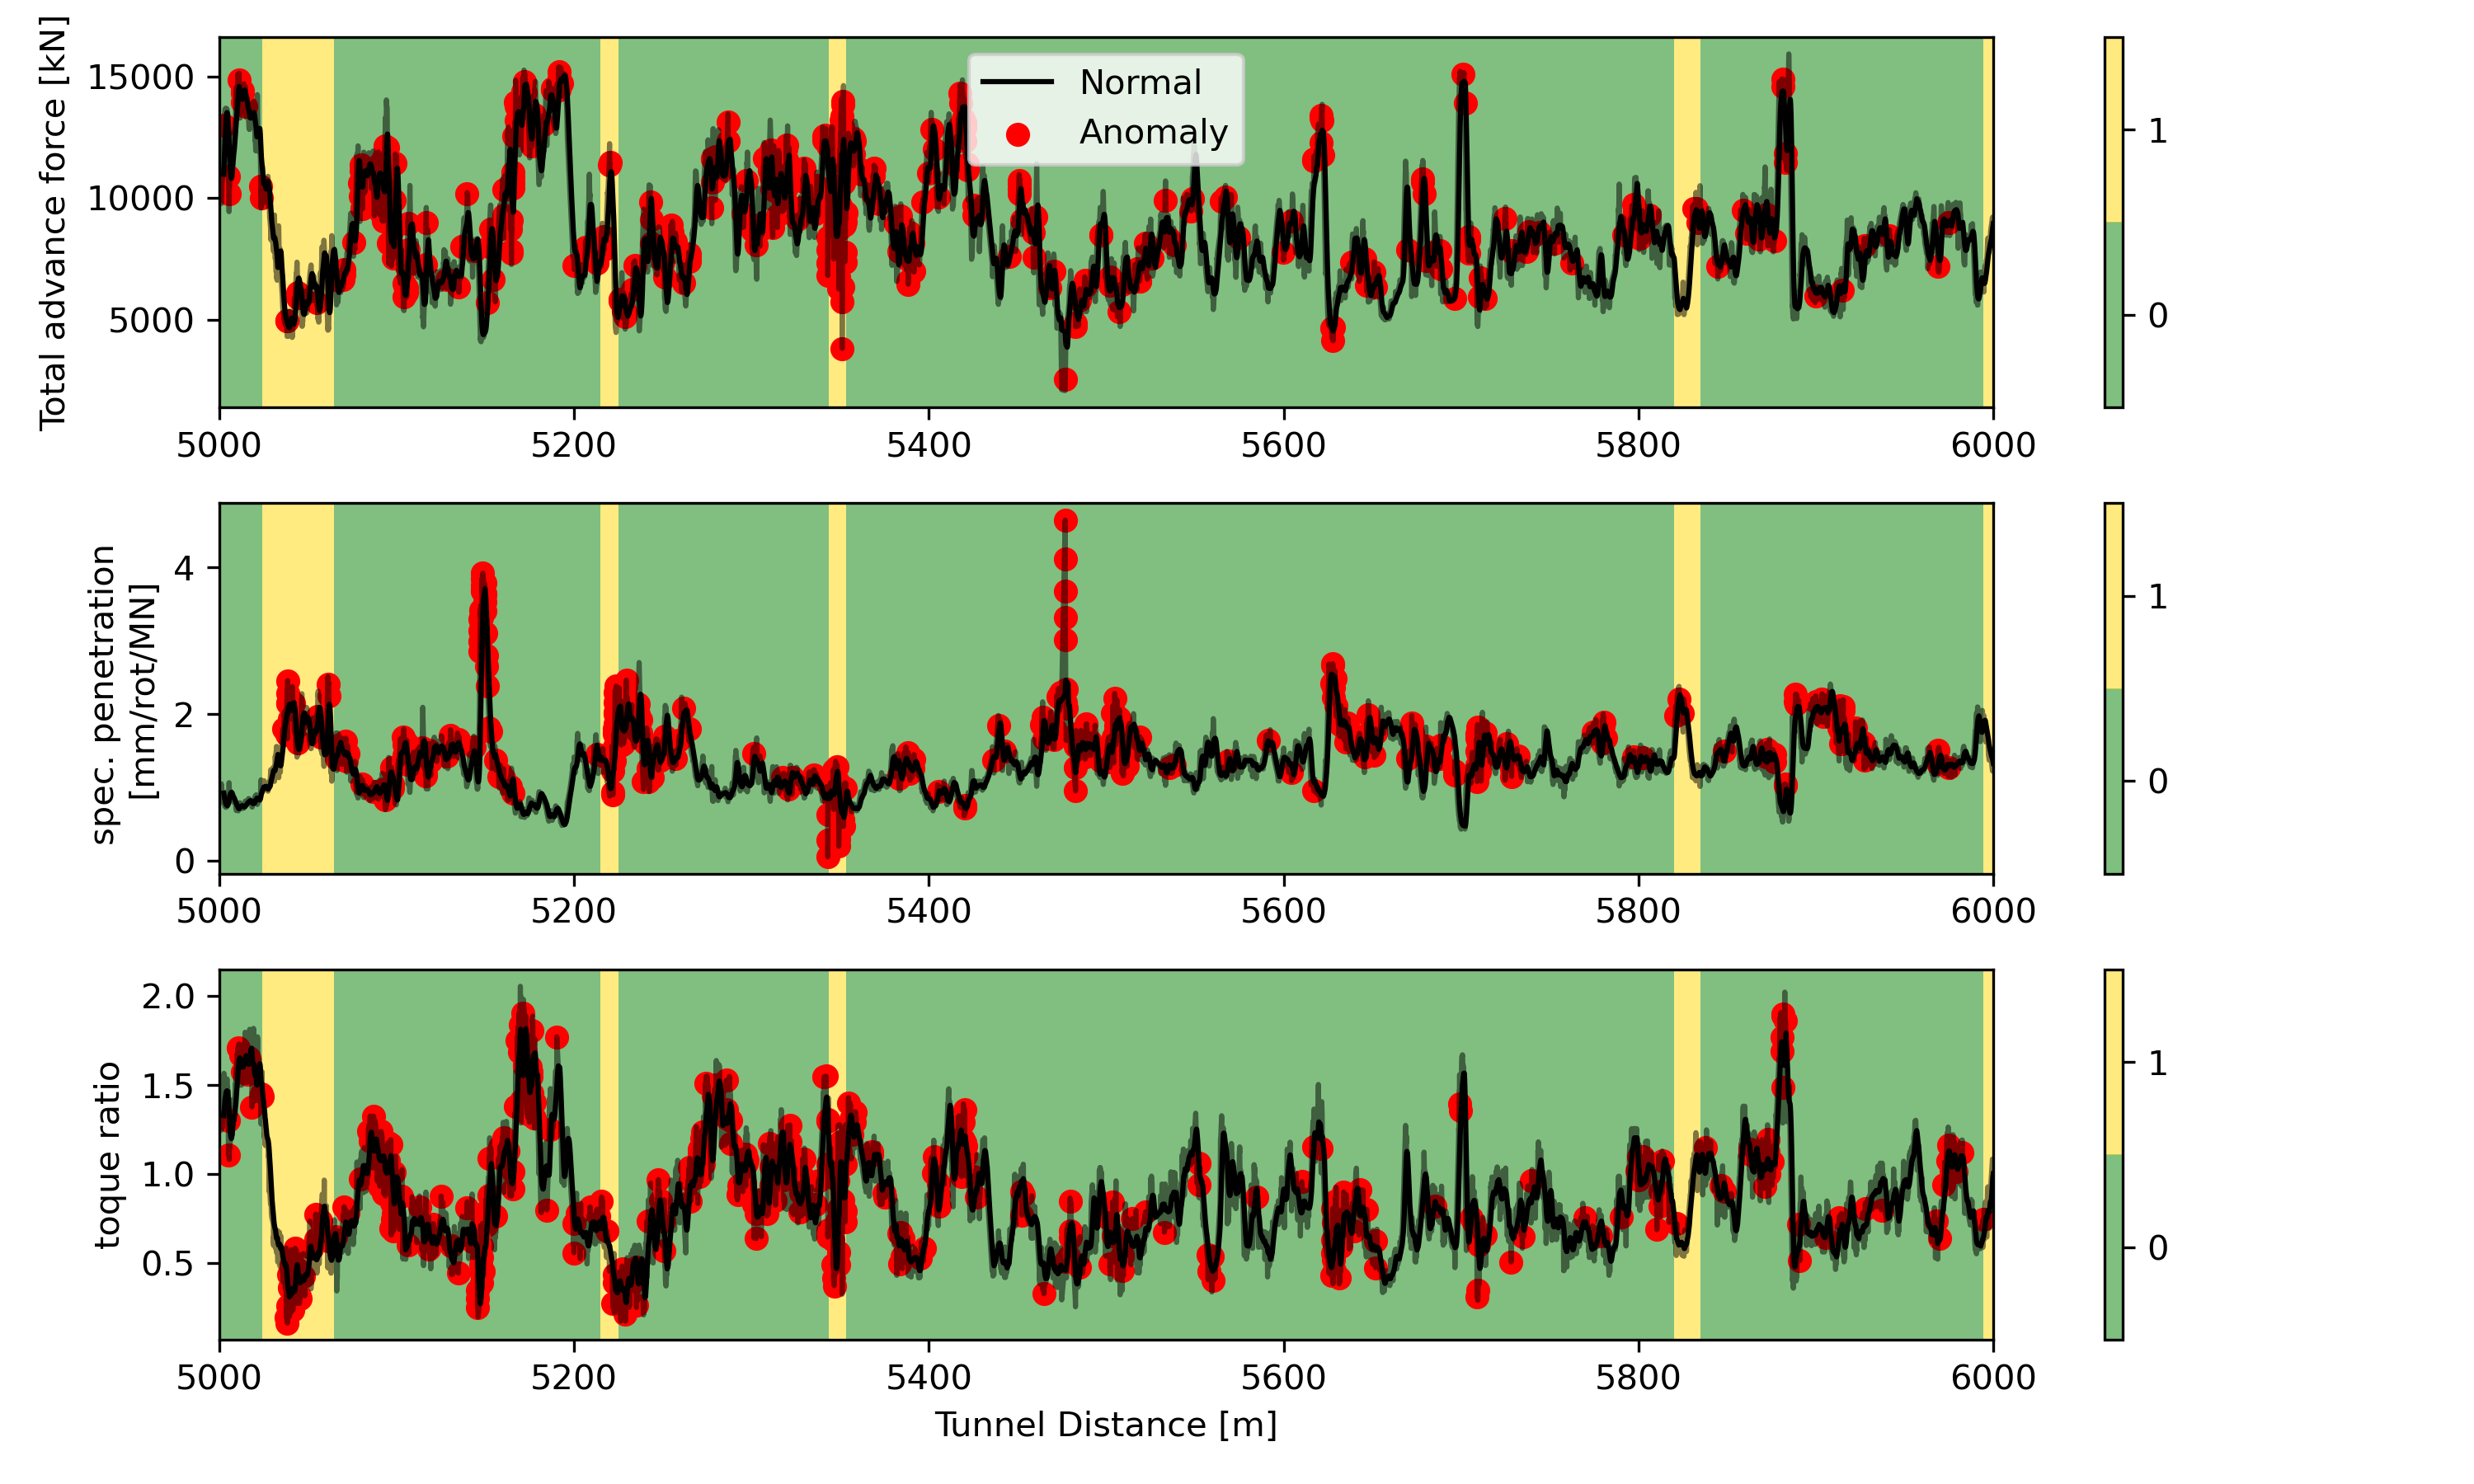 Total advance force [kN]
15000
10000
5000
Normal
Anomaly
1
0
5000 5200 5400 5600 5800 6000
spec. penetration
[mm/rot/MN]
4
2
0
1
0
5000 5200 5400 5600 5800 6000
toque ratio
2.0
1.5
1.0
0.5
1
0
5000 5200 5400 5600 5800 6000
Tunnel Distance [m]